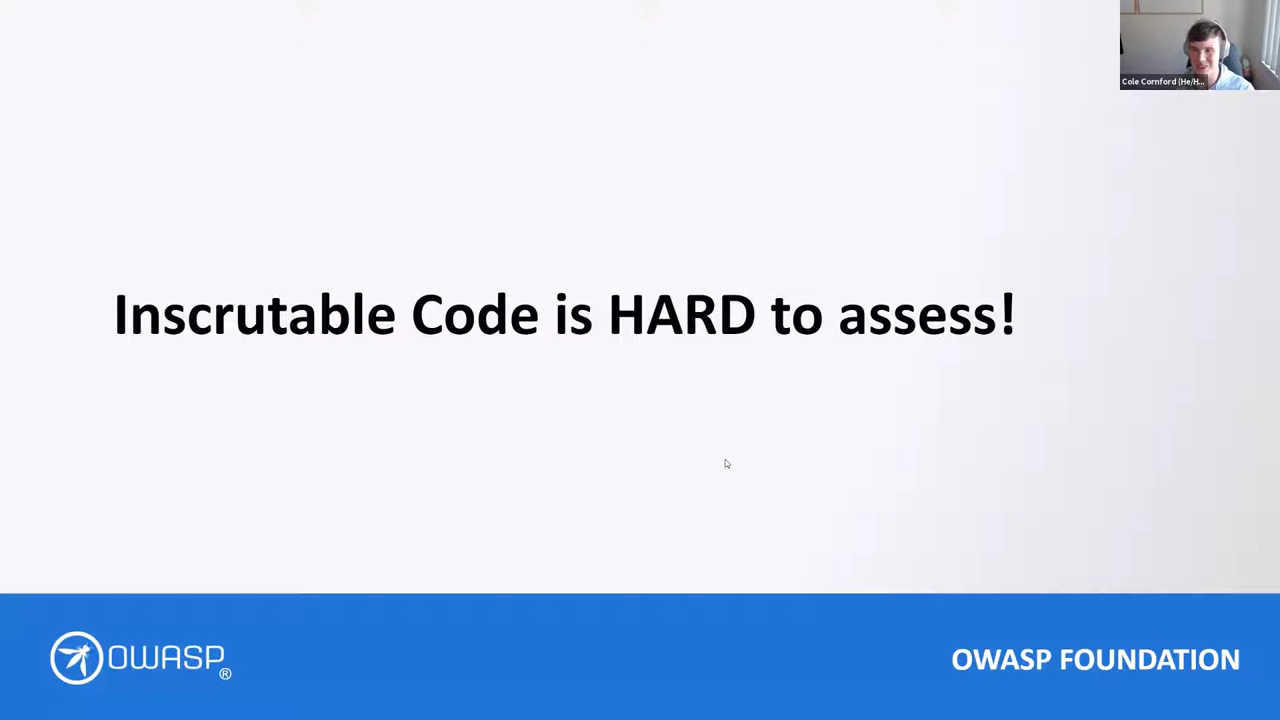 Cole Cornford (He/H...
Inscrutable Code is HARD to assess!
OWASP®
OWASP FOUNDATION